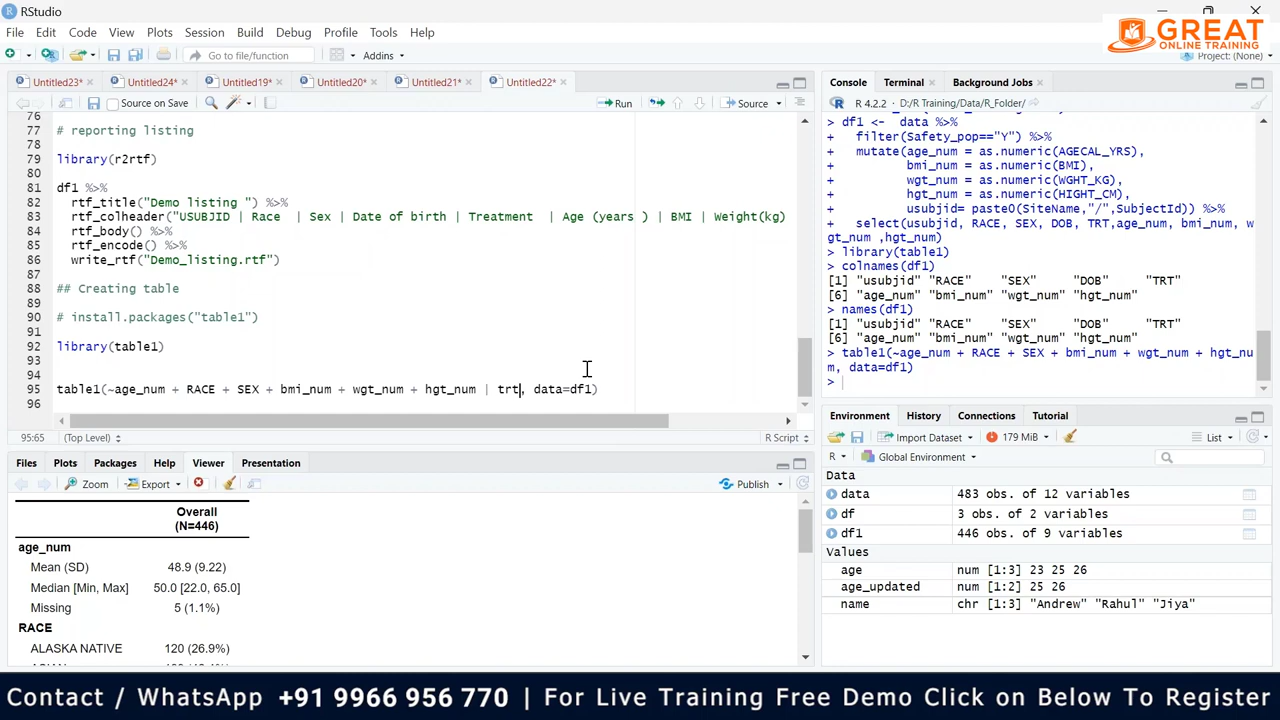 RStudio
File Edit Code View Plots Session Build Debug Profile Tools Help
GREAT
ONLINE TRAINING
Go to file/function
Addins
Project: (None)
Untitled23*
Untitled24*
Untitled19*
Untitled20*
Untitled21*
Untitled22*
Source on Save
Run
Source
76
77 # reporting listing
78
79 library(r2rtf)
80
81 df1 %>%
82 rtf_title("Demo listing ") %>%
83 rtf_colheader("USUBJID | Race | Sex | Date of birth | Treatment | Age (years ) | BMI | Weight(kg)
84 rtf_body() %>%
85 rtf_encode() %>%
86 write_rtf("Demo_listing.rtf")
87
88 ## Creating table
89
90 # install.packages("table1")
91
92 library(table1)
93
94
95 table1(~age_num + RACE + SEX + bmi_num + wgt_num + hgt_num | trt, data=df1)
96
95:65 (Top Level) R Script
Files Plots Packages Help Viewer Presentation
Zoom Export Publish
Overall
(N=446)
age_num
Mean (SD) 48.9 (9.22)
Median [Min, Max] 50.0 [22.0, 65.0]
Missing 5 (1.1%)
RACE
ALASKA NATIVE 120 (26.9%)
Console Terminal Background Jobs
R 4.2.2 · D:/R Training/Data/R_Folder/
> df1 <- data %>%
+ filter(Safety_pop=="Y") %>%
+ mutate(age_num = as.numeric(AGECAL_YRS),
+ bmi_num = as.numeric(BMI),
+ wgt_num = as.numeric(WGHT_KG),
+ hgt_num = as.numeric(HIGHT_CM),
+ usubjid= paste0(SiteName,"/",SubjectId)) %>%
+ select(usubjid, RACE, SEX, DOB, TRT,age_num, bmi_num, w
gt_num ,hgt_num)
> library(table1)
> colnames(df1)
[1] "usubjid" "RACE" "SEX" "DOB" "TRT"
[6] "age_num" "bmi_num" "wgt_num" "hgt_num"
> names(df1)
[1] "usubjid" "RACE" "SEX" "DOB" "TRT"
[6] "age_num" "bmi_num" "wgt_num" "hgt_num"
> table1(~age_num + RACE + SEX + bmi_num + wgt_num + hgt_nu
m, data=df1)
>
Environment History Connections Tutorial
Import Dataset 179 MiB List
R Global Environment
Data
data 483 obs. of 12 variables
df 3 obs. of 2 variables
df1 446 obs. of 9 variables
Values
age num [1:3] 23 25 26
age_updated num [1:2] 25 26
name chr [1:3] "Andrew" "Rahul" "Jiya"
Contact / WhatsApp +91 9966 956 770 | For Live Training Free Demo Click on Below To Register